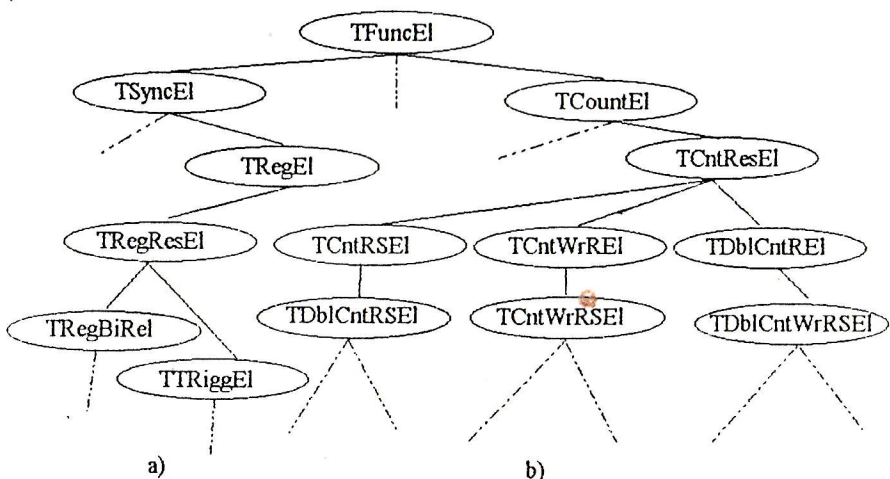 TFuncEl
TSyncEl
TCountEl
TRegEl
TCntResEl
TRegResEl
TCntRSEl
TCntWrREl
TDblCntREl
TRegBiRel
TDblCntRSEl
TCntWrRSEl
TDblCntWrRSEl
TTRiggEl
a)
b)